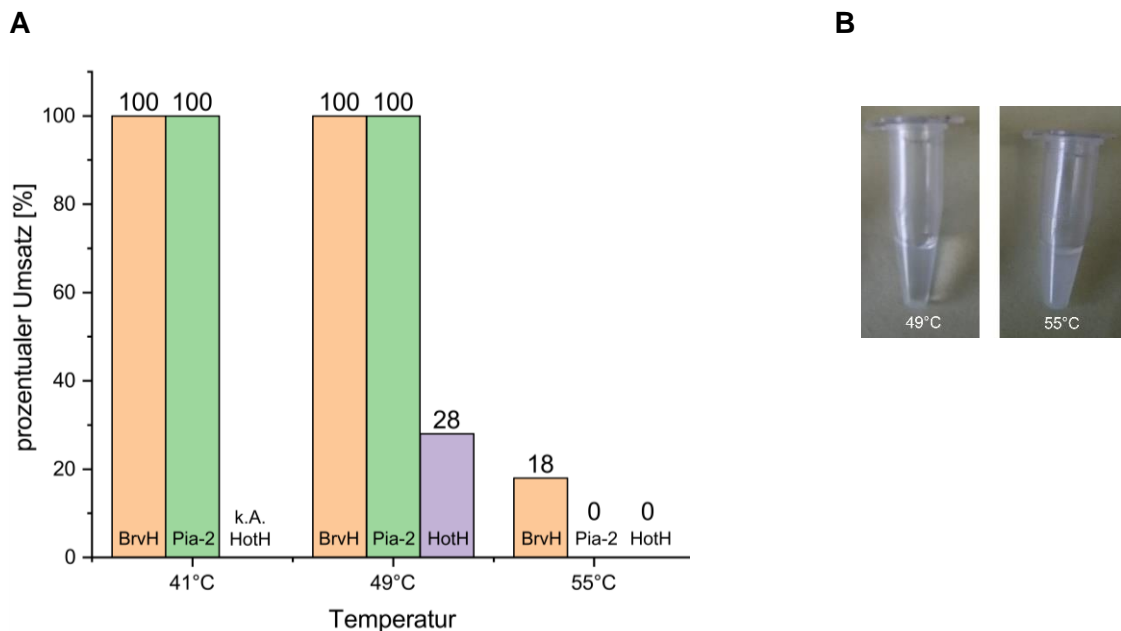 A
B
prozentualer Umsatz [%]
100
80
60
40
20
0
100 100
100 100
28
18
0 0
BrvH Pia-2
k.A.
HotH
BrvH Pia-2 HotH
BrvH Pia-2 HotH
41°C 49°C 55°C
Temperatur
49°C
55°C